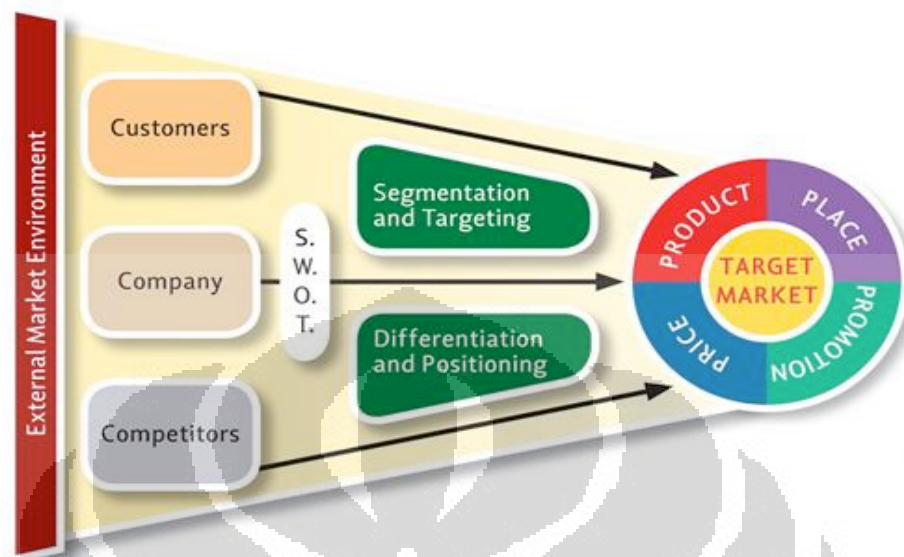 External Market Environment
Customers
Company
Competitors
S.
W.
O.
T.
Segmentation
and Targeting
Differentiation
and Positioning
PRODUCT
PLACE
PRICE
PROMOTION
TARGET
MARKET